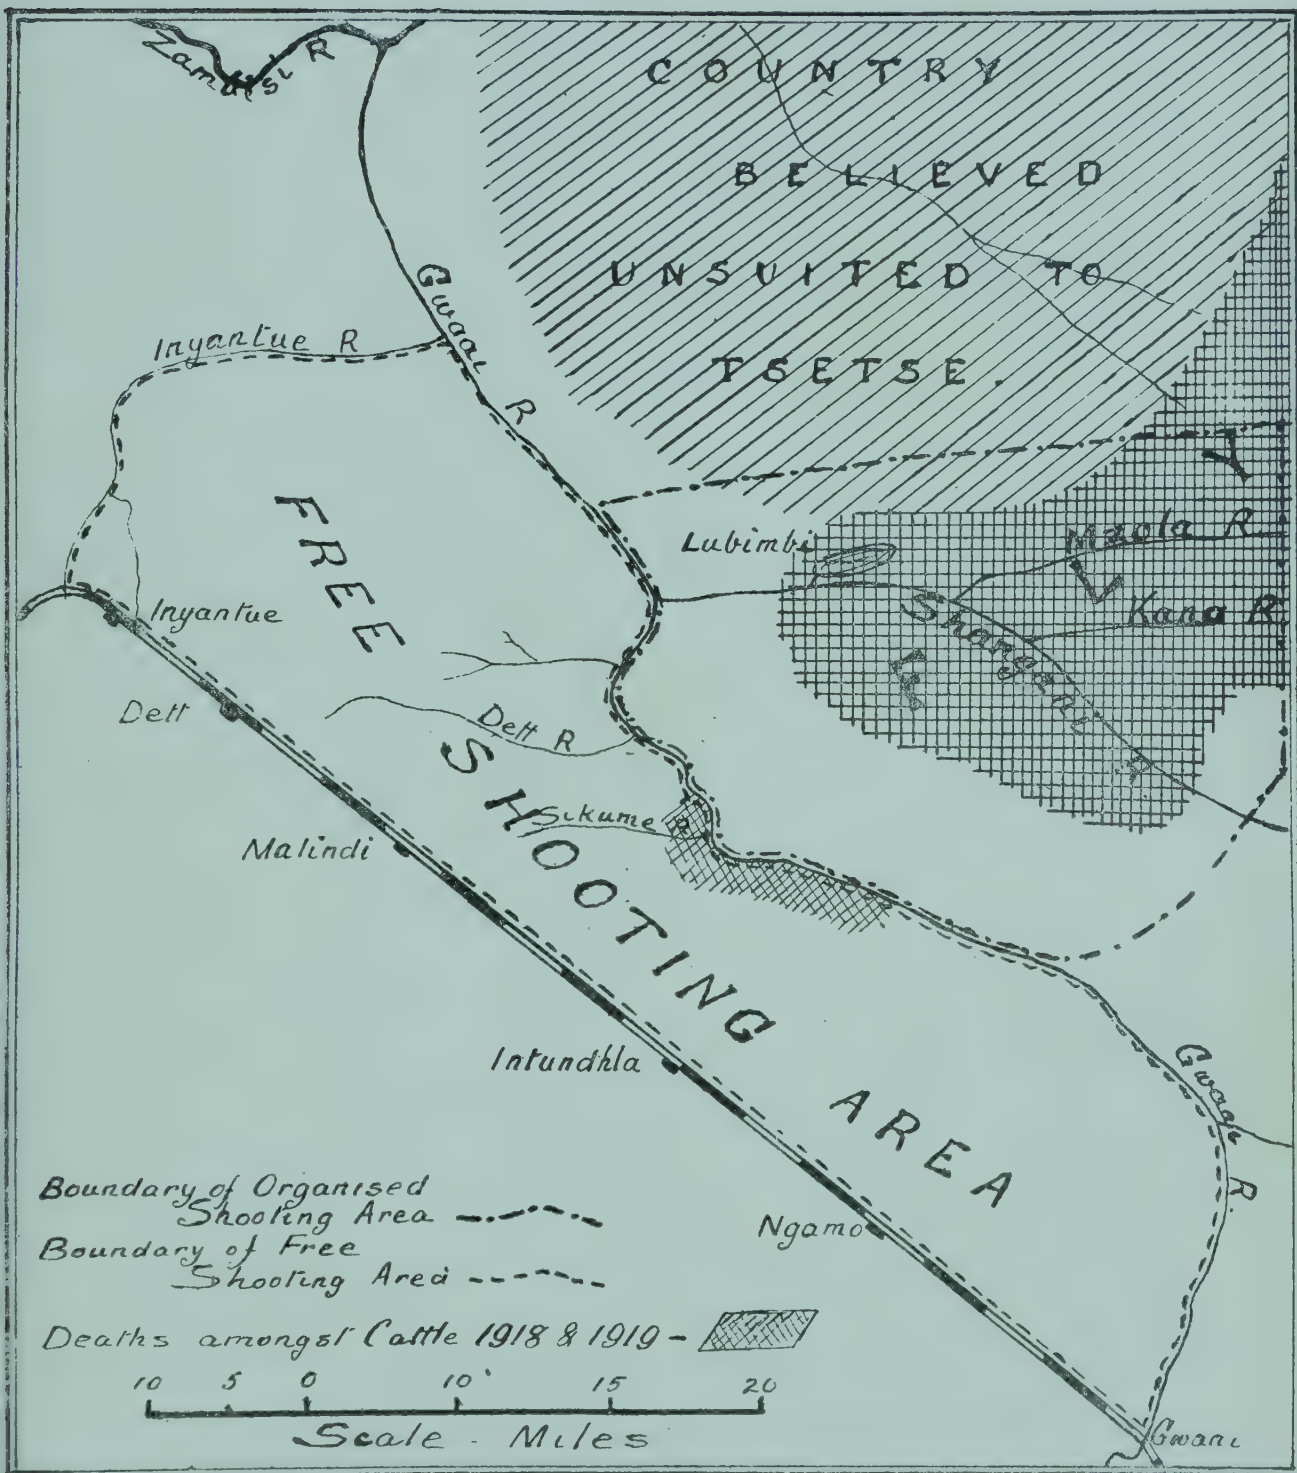 Zambesi R
COUNTRY
BELIEVED
UNSUITED TO
TSETSE.
Gwaai R
Inyantue R
FREE
SHOOTING
AREA
Lubimbi
Mzola R
Kana R
Shangani R
FLY
Inyantue
Dett
Dett R
Sikume R
Malindi
Intundhla
Gwaai R
Ngamo
Boundary of Organised
Shooting Area
Boundary of Free
Shooting Area
Deaths amongst Cattle 1918 & 1919 -
10 5 0 10 15 20
Scale - Miles
Gwaai